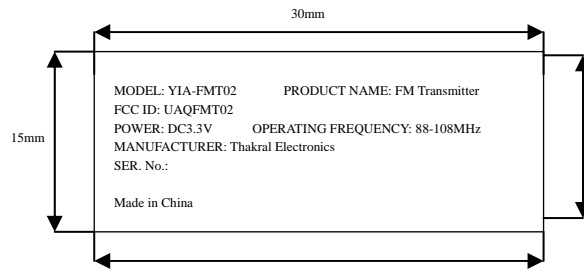 30mm
MODEL: YIA-FMT02 PRODUCT NAME: FM Transmitter
FCC ID: UAQFMT02
POWER: DC3.3V OPERATING FREQUENCY: 88-108MHz
15mm
MANUFACTURER: Thakral Electronics
SER. No.:
Made in China